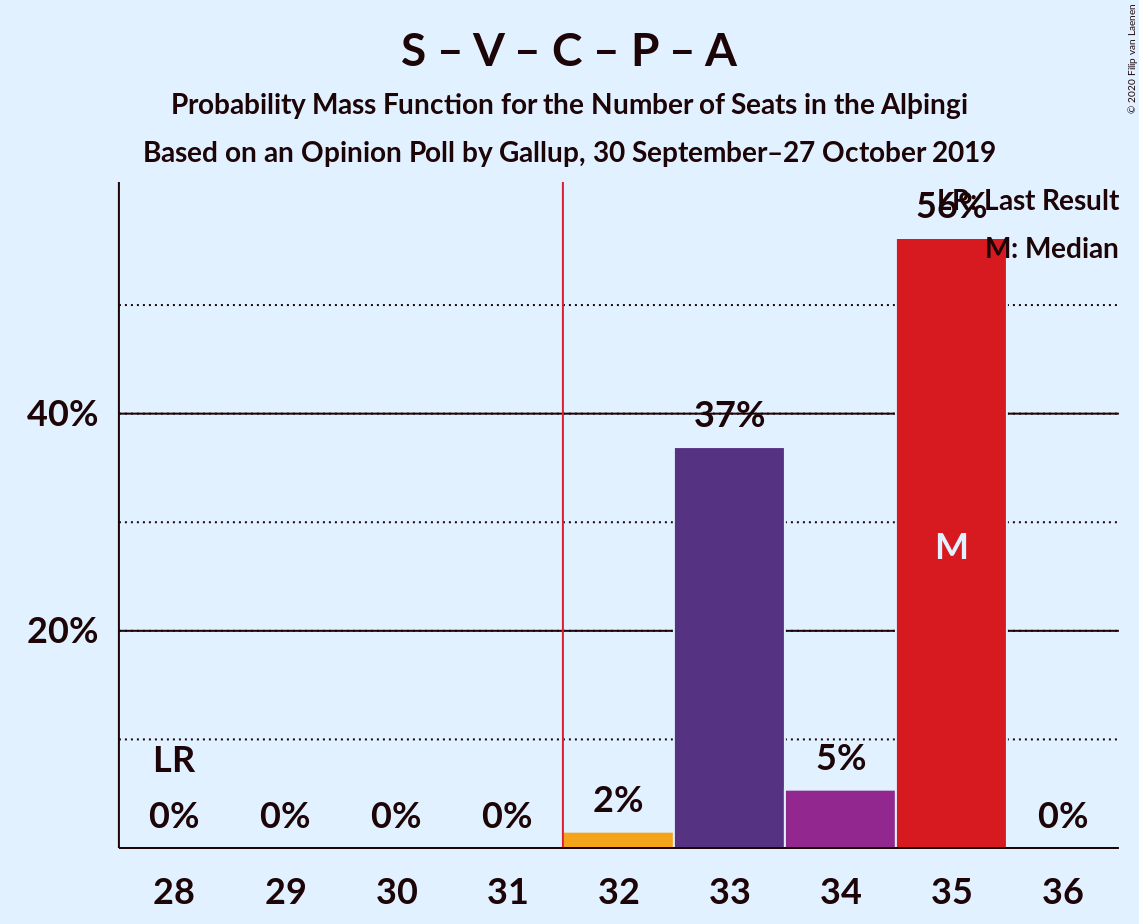 S – V – C – P – A
Probability Mass Function for the Number of Seats in the Alþingi
Based on an Opinion Poll by Gallup, 30 September–27 October 2019
© 2020 Filip van Laenen
LR: Last Result
M: Median
56%
40%
37%
M
20%
LR
5%
2%
0% 0% 0% 0% 0%
28 29 30 31 32 33 34 35 36